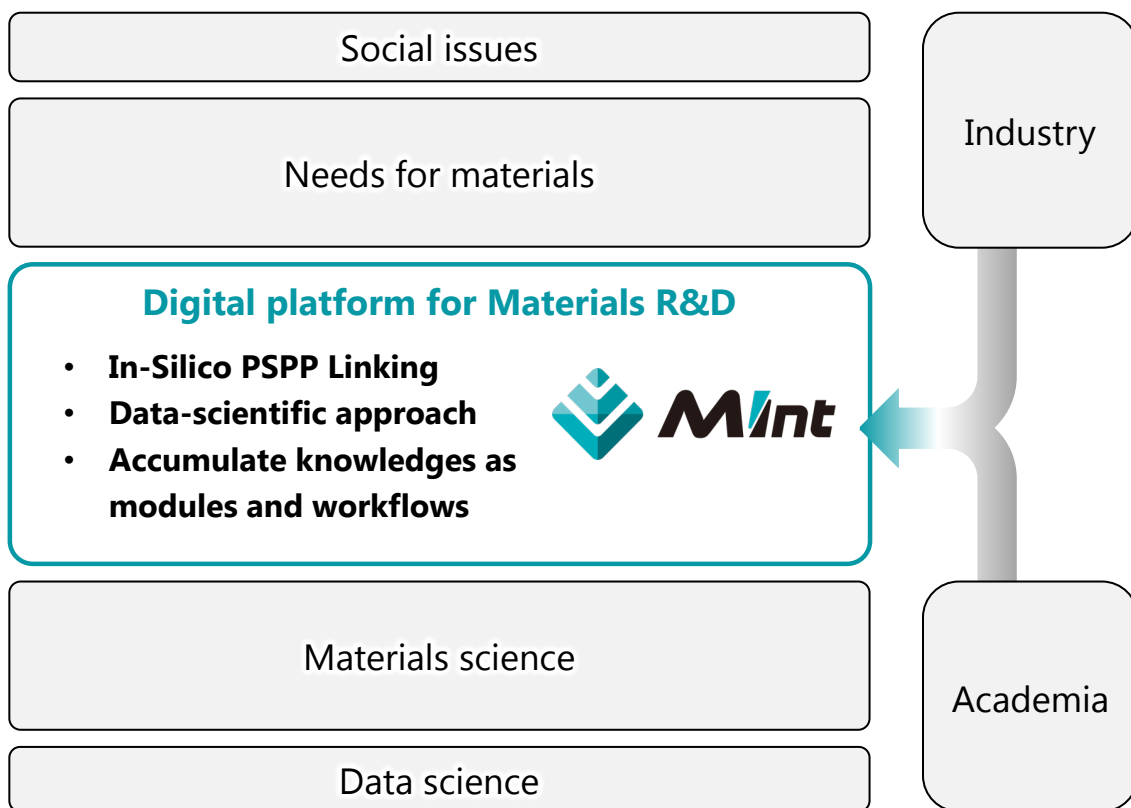 Social issues
Needs for materials
Industry
Digital platform for Materials R&D
• In-Silico PSPP Linking
• Data-scientific approach
• Accumulate knowledges as
modules and workflows
MInt
Materials science
Academia
Data science